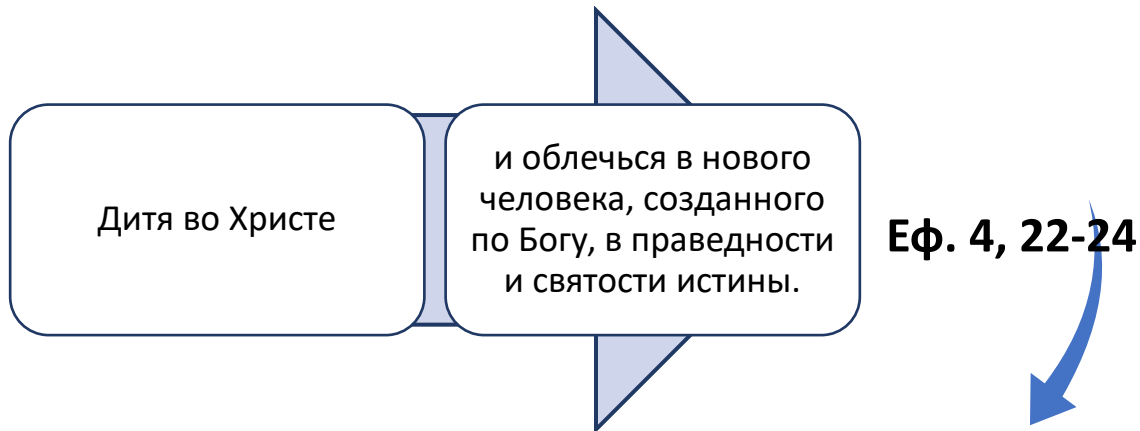 Дитя во Христе
и облечься в нового
человека, созданного
по Богу, в праведности
и святости истины.
Еф. 4, 22-24